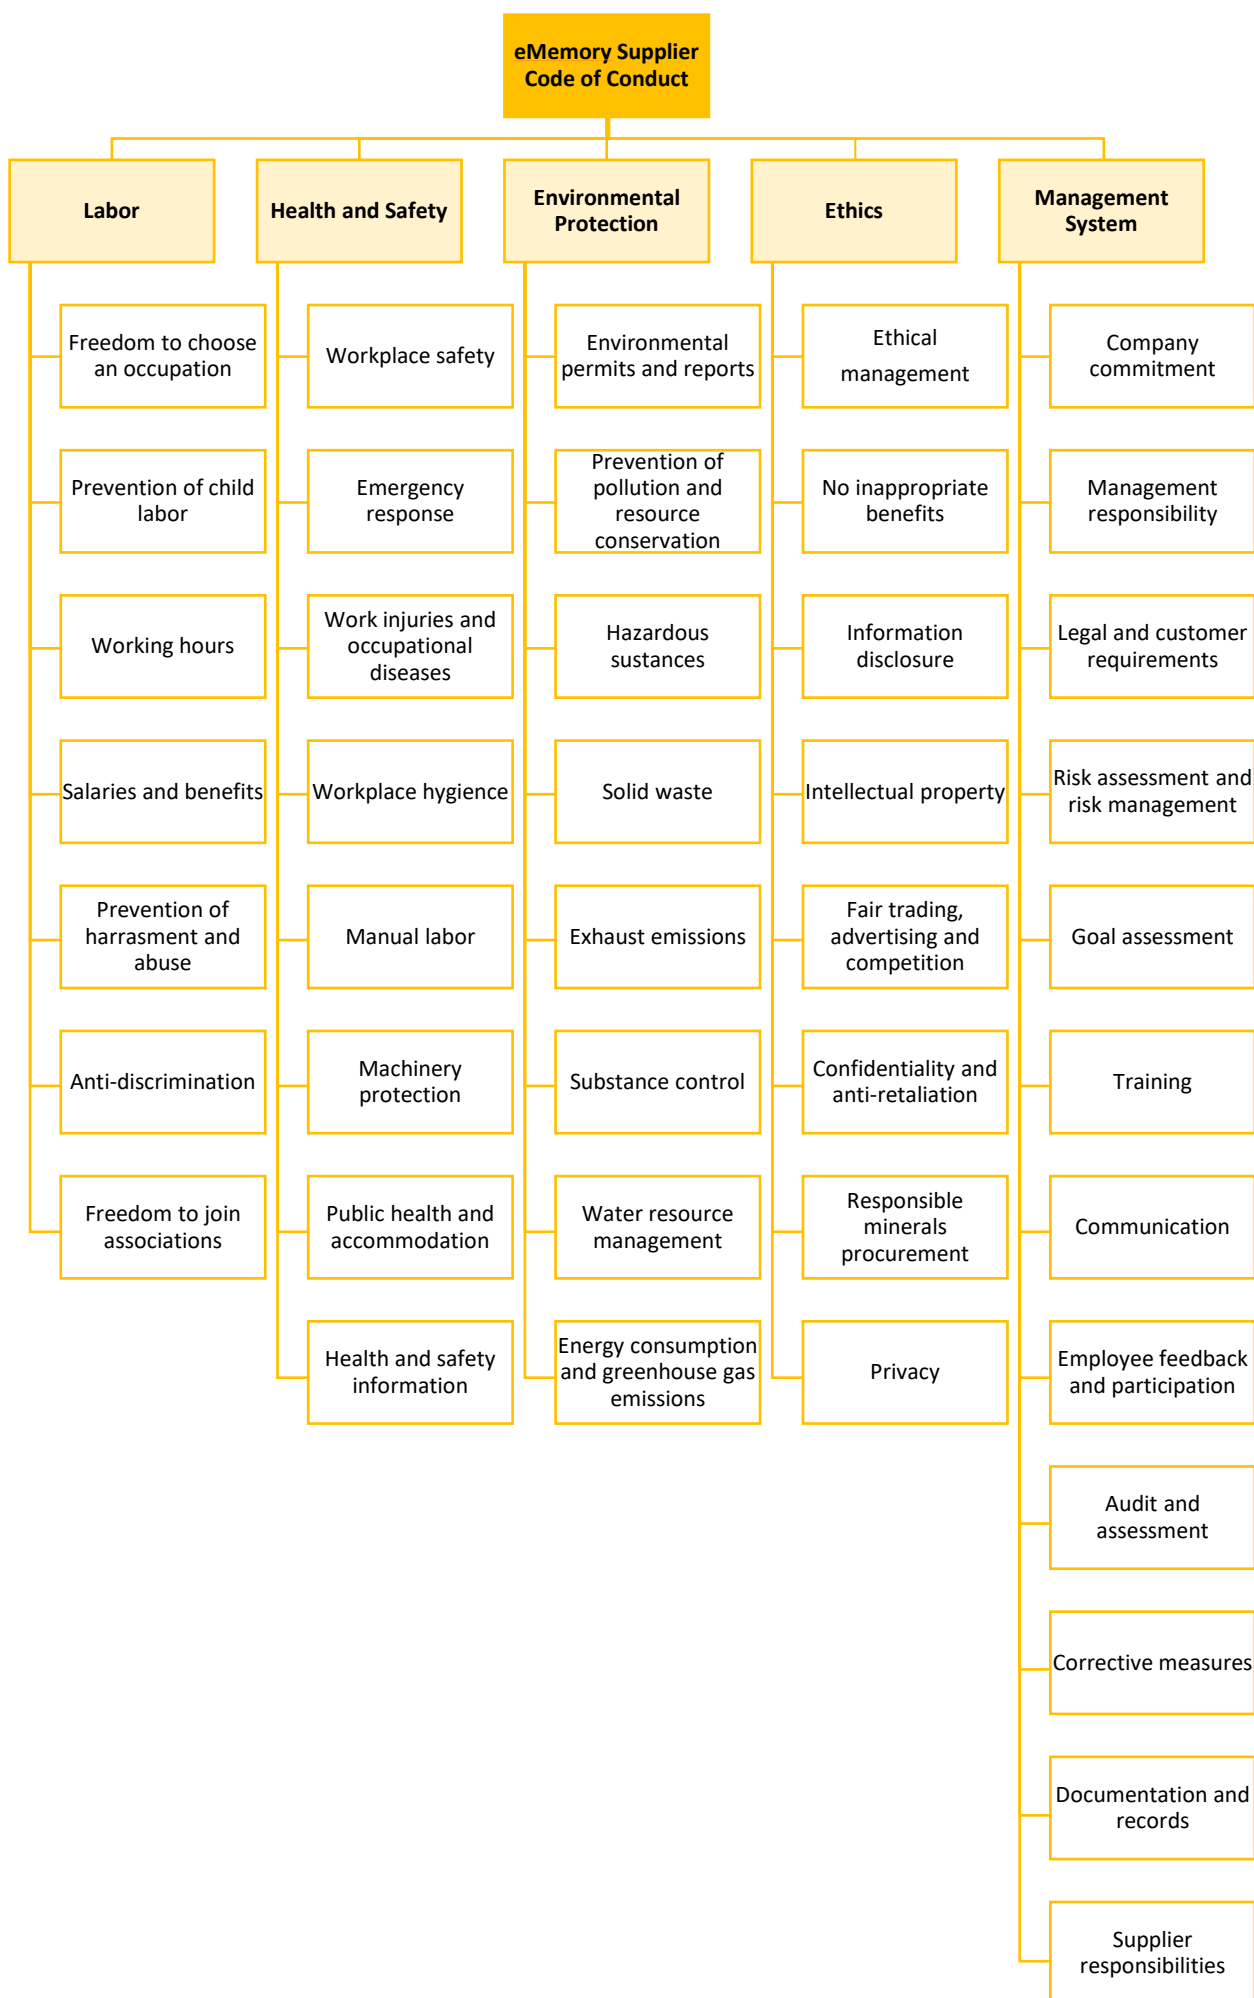 eMemory Supplier
Code of Conduct
Labor
Freedom to choose
an occupation
Prevention of child
labor
Working hours
Salaries and benefits
Prevention of
harrasment and
abuse
Anti-discrimination
Freedom to join
associations
Health and Safety
Workplace safety
Emergency
response
Work injuries and
occupational
diseases
Workplace hygience
Manual labor
Machinery
protection
Public health and
accommodation
Health and safety
information
Environmental
Protection
Environmental
permits and reports
Prevention of
pollution and
resource
conservation
Hazardous
sustances
Solid waste
Exhaust emissions
Substance control
Water resource
management
Energy consumption
and greenhouse gas
emissions
Ethics
Ethical
management
No inappropriate
benefits
Information
disclosure
Intellectual property
Fair trading,
advertising and
competition
Confidentiality and
anti-retaliation
Responsible
minerals
procurement
Privacy
Management
System
Company
commitment
Management
responsibility
Legal and customer
requirements
Risk assessment and
risk management
Goal assessment
Training
Communication
Employee feedback
and participation
Audit and
assessment
Corrective measures
Documentation and
records
Supplier
responsibilities